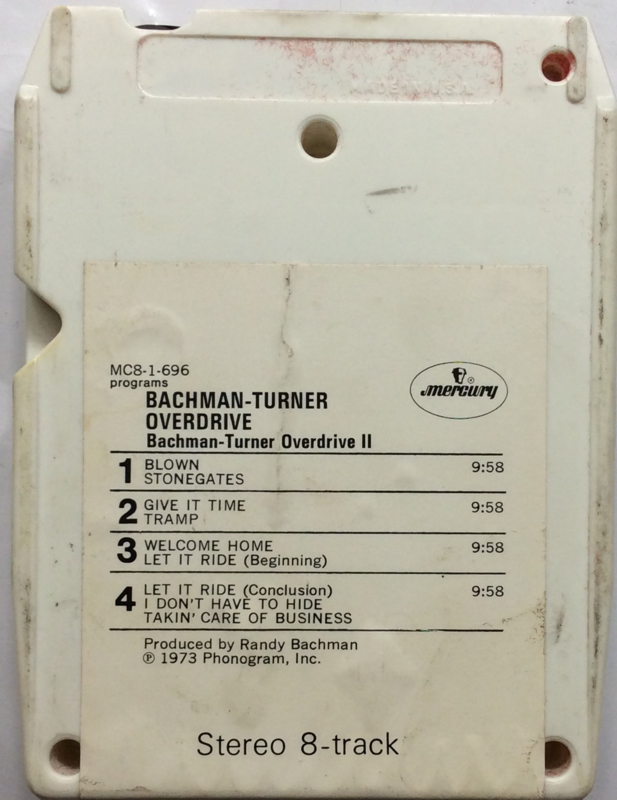 MADE IN U.S.A.
MC8-1-696
programs
BACHMAN-TURNER
OVERDRIVE
Bachman-Turner Overdrive II
mercury ®
1 BLOWN 9:58
STONEGATES
2 GIVE IT TIME 9:58
TRAMP
3 WELCOME HOME 9:58
LET IT RIDE (Beginning)
4 LET IT RIDE (Conclusion) 9:58
I DON'T HAVE TO HIDE
TAKIN' CARE OF BUSINESS
Produced by Randy Bachman
℗ 1973 Phonogram, Inc.
Stereo 8-track